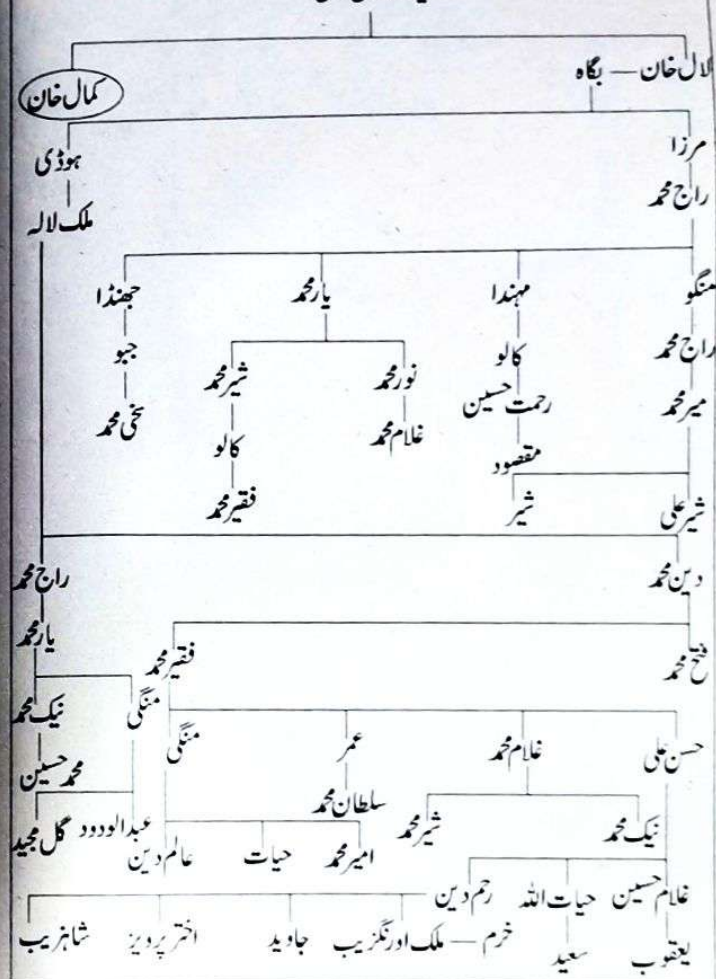 لال خان — بگاہ
کمال خان
مرزا
ہوڈی
راج محمد
ملک لالہ
منگو
مہندا
یار محمد
جھنڈا
راج محمد
کالو
نور محمد
شیر محمد
جبو
میر محمد
رحمت حسین
غلام محمد
کالو
سخی محمد
مقصود
شیر علی
شیر
فقیر محمد
دین محمد
راج محمد
یار محمد
فتح محمد
فقیر محمد
منگی
نیک محمد
حسن علی
غلام محمد
عمر
منگی
محمد حسین
سلطان محمد
نیک محمد
شیر محمد
امیر محمد
حیات
عالم دین
عبدالودود
گل مجید
غلام حسین
حیات اللہ
رحم دین
یعقوب
سعید
خرم — ملک اورنگزیب
جاوید
اختر پرویز
شاہزیب